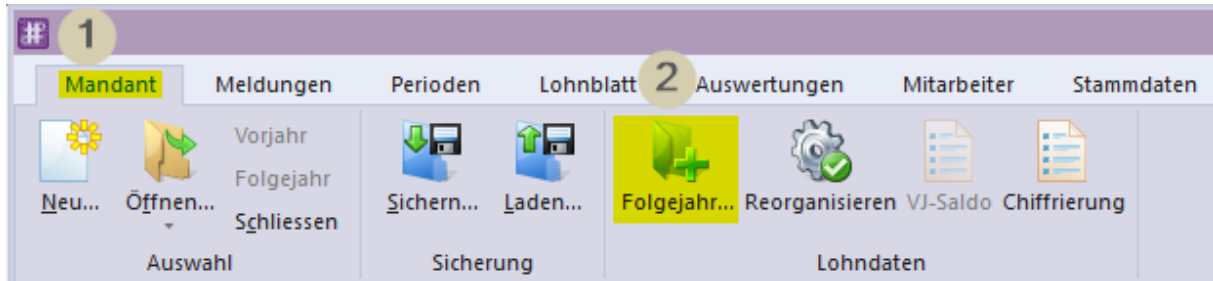 1
Mandant Meldungen Perioden Lohnblatt 2 Auswertungen Mitarbeiter Stammdaten
Vorjahr
Folgejahr
Schliessen
Neu... Öffnen... Sichern... Laden... Folgejahr... Reorganisieren VJ-Saldo Chiffrierung
Auswahl Sicherung Lohndaten